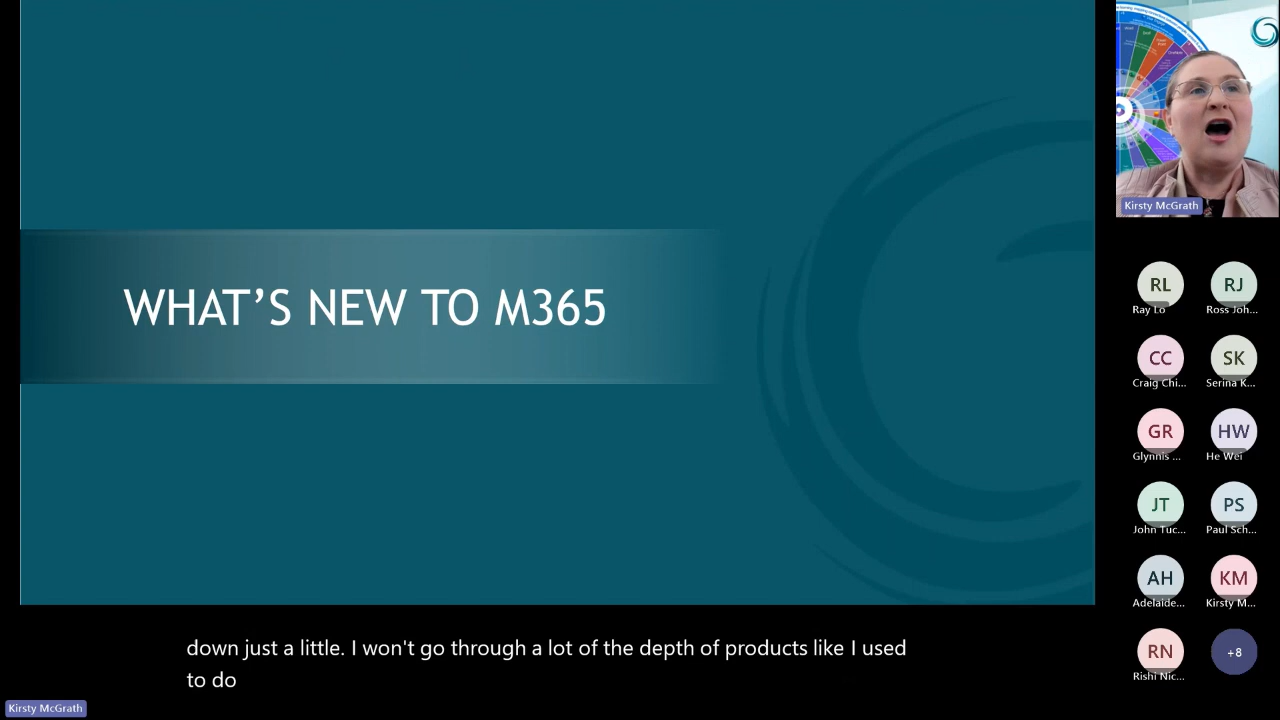 WHAT'S NEW TO M365
down just a little. I won't go through a lot of the depth of products like I used
to do
Kirsty McGrath
Kirsty McGrath
RL
Ray Lo
RJ
Ross Joh...
CC
Craig Chi...
SK
Serina K...
GR
Glynnis ...
HW
He Wei
JT
John Tuc...
PS
Paul Sch...
AH
Adelaide...
KM
Kirsty M...
RN
Rishi Nic...
+8